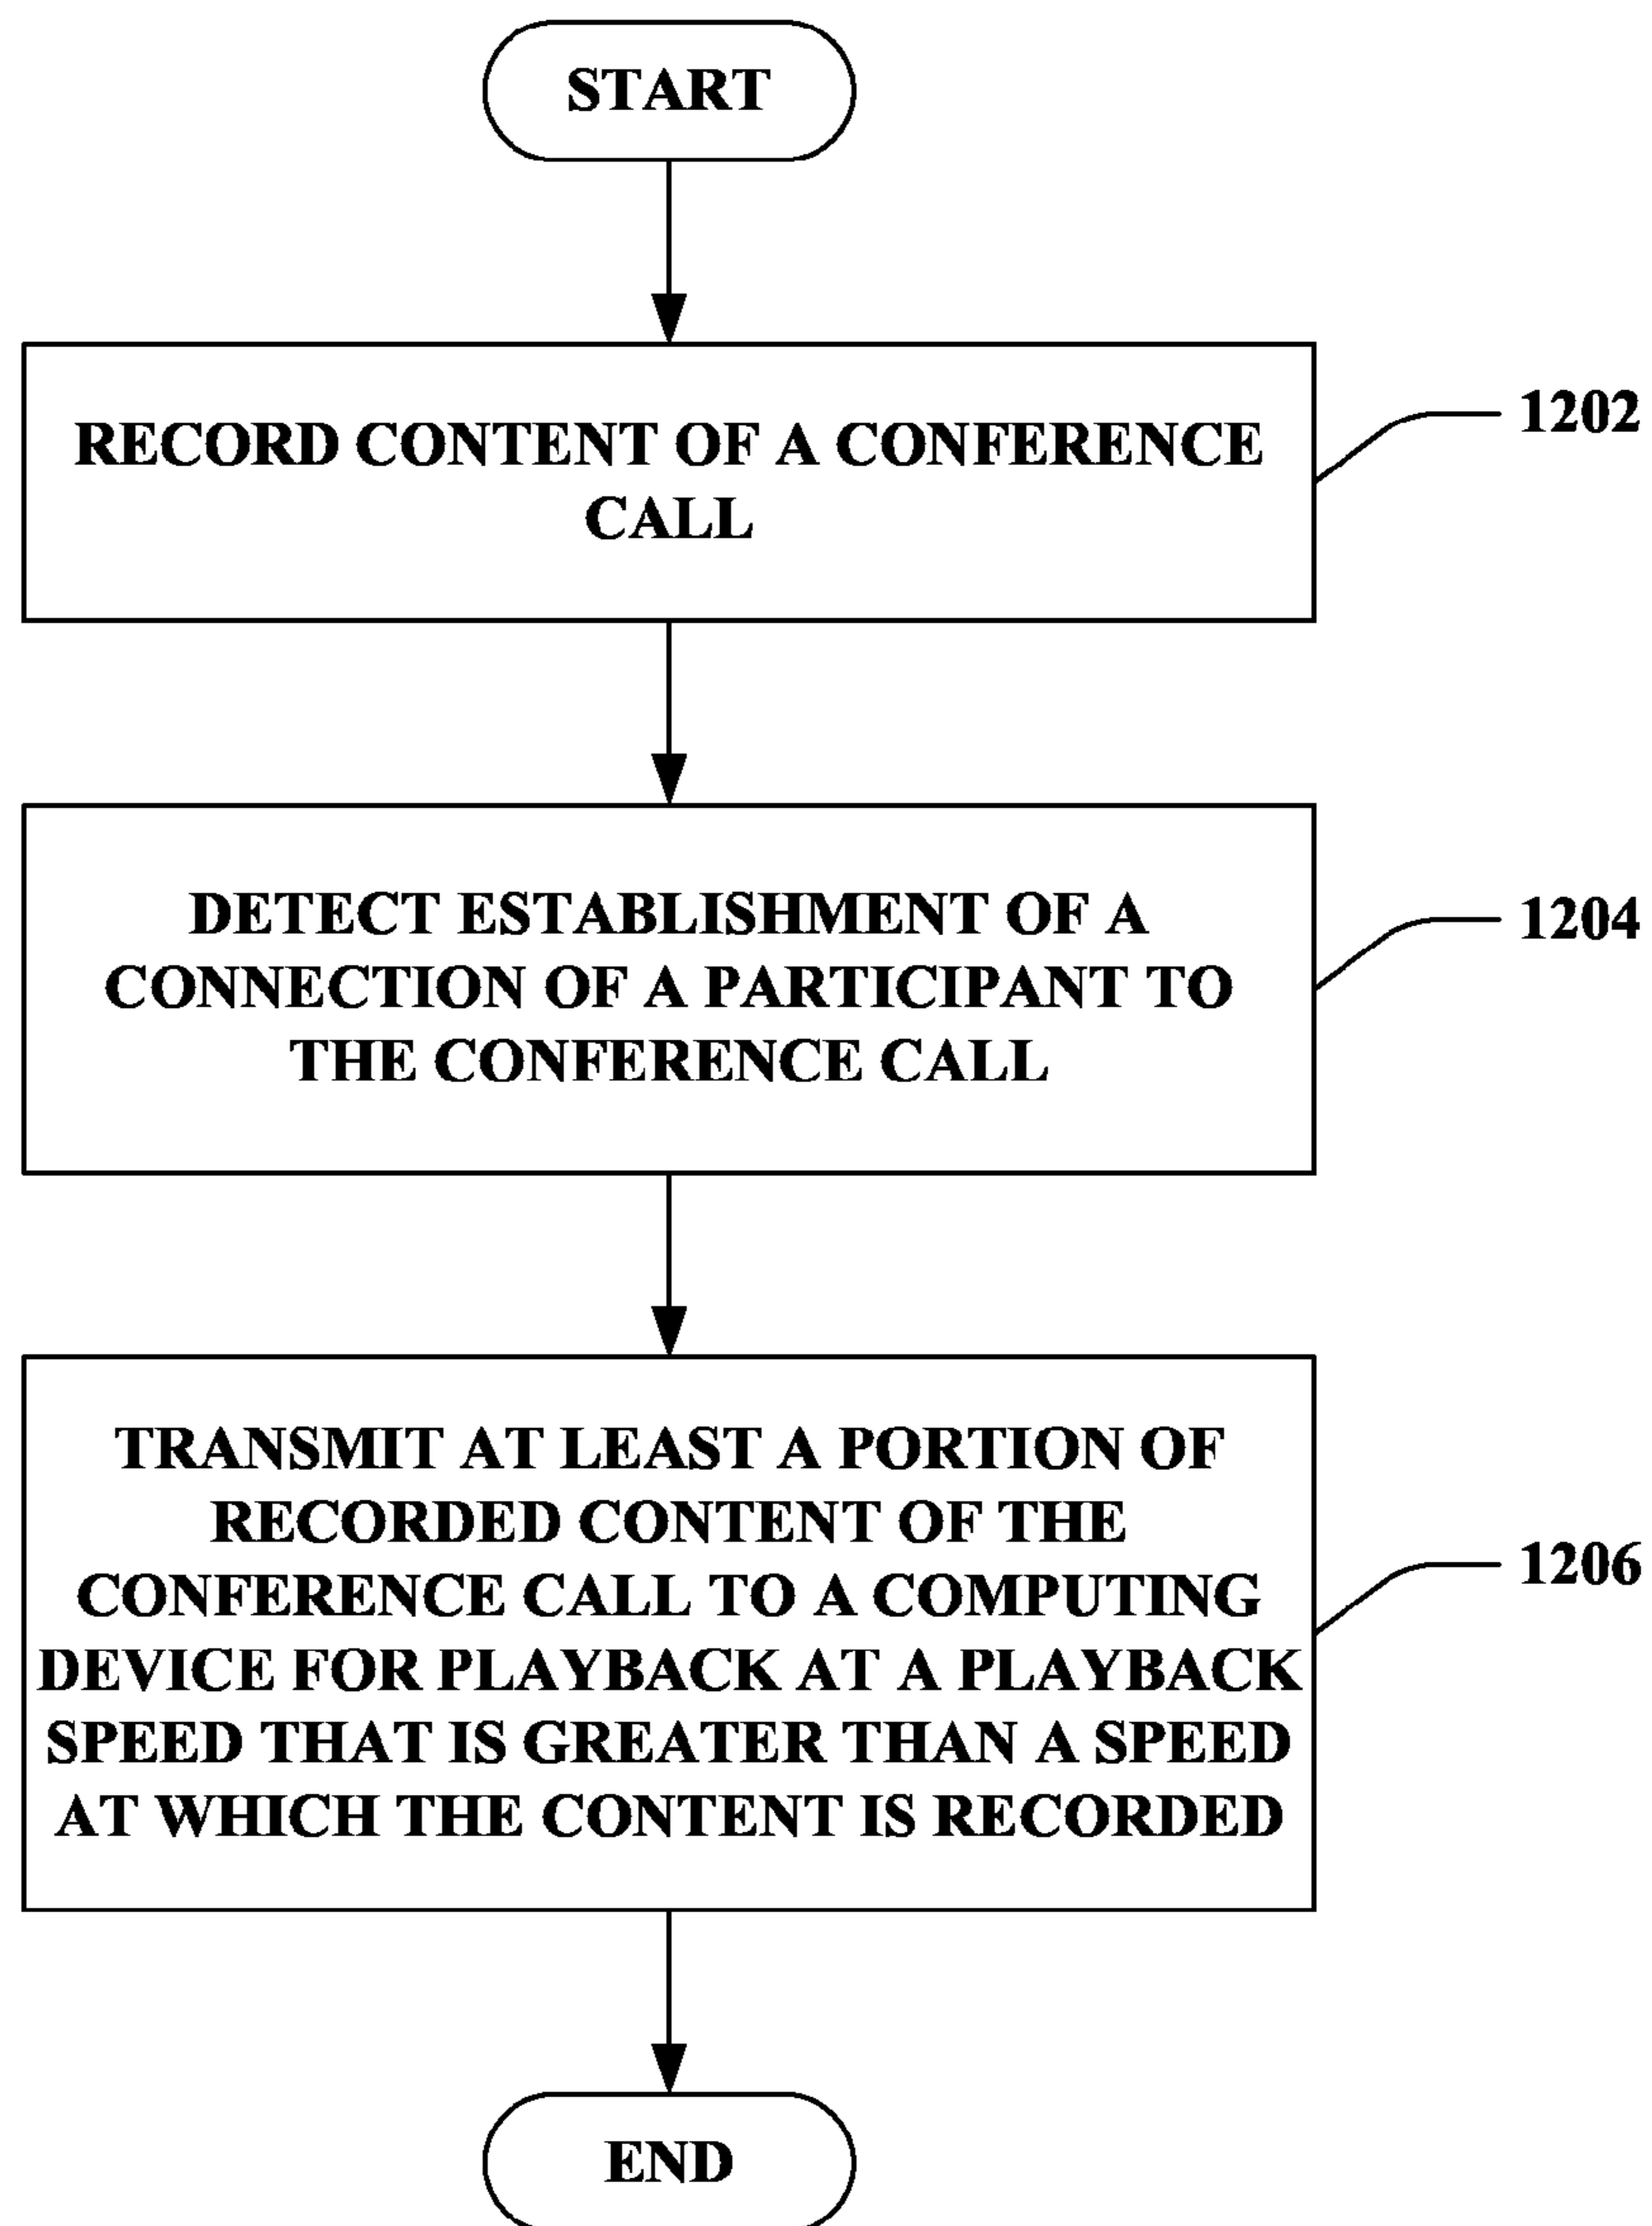 START
RECORD CONTENT OF A CONFERENCE
CALL
1202
DETECT ESTABLISHMENT OF A
CONNECTION OF A PARTICIPANT TO
THE CONFERENCE CALL
1204
TRANSMIT AT LEAST A PORTION OF
RECORDED CONTENT OF THE
CONFERENCE CALL TO A COMPUTING
DEVICE FOR PLAYBACK AT A PLAYBACK
SPEED THAT IS GREATER THAN A SPEED
AT WHICH THE CONTENT IS RECORDED
1206
END